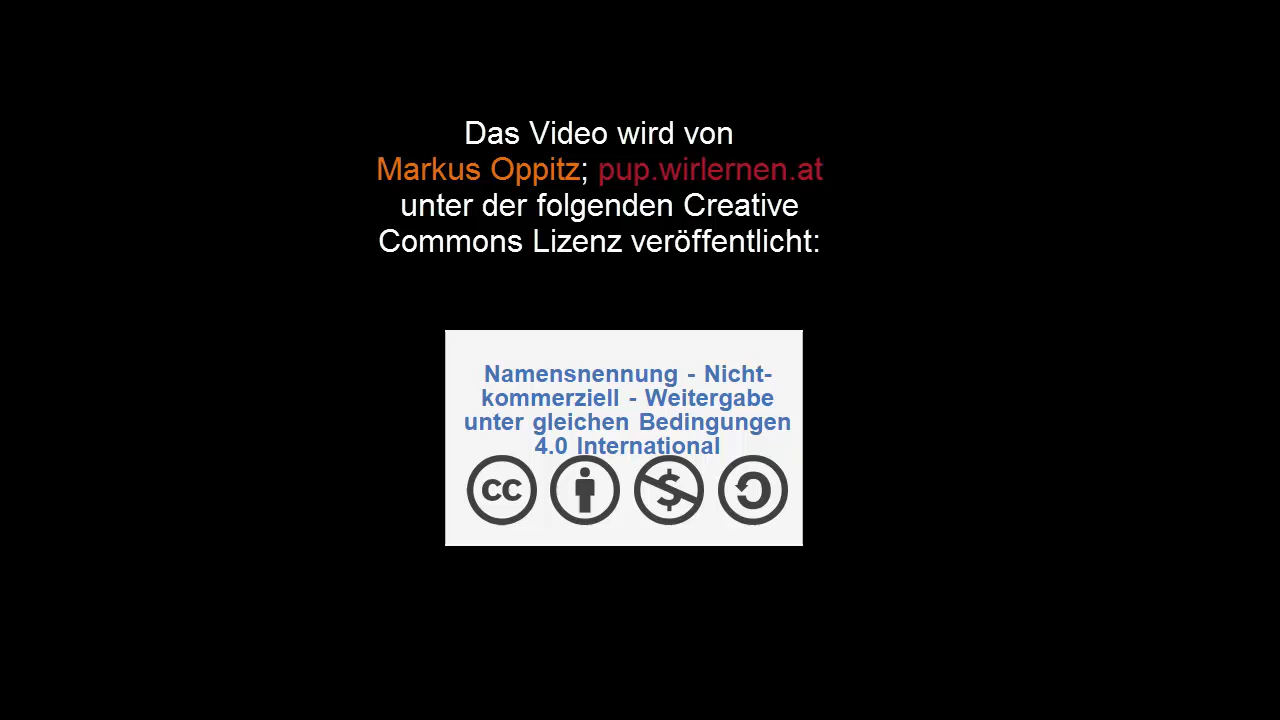 Das Video wird von
Markus Oppitz; pup.wirlernen.at
unter der folgenden Creative
Commons Lizenz veröffentlicht:
Namensnennung - Nicht-
kommerziell - Weitergabe
unter gleichen Bedingungen
4.0 International
cc